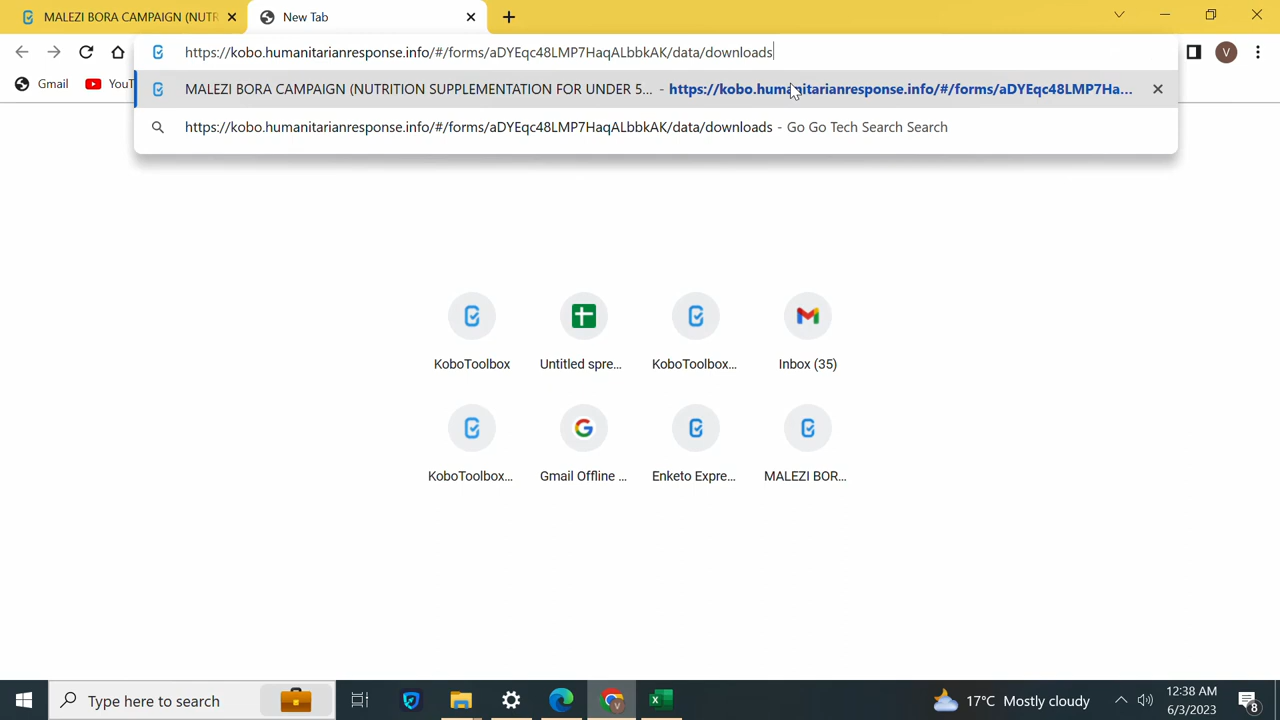 MALEZI BORA CAMPAIGN (NUTR
New Tab
https://kobo.humanitarianresponse.info/#/forms/aDYEqc48LMP7HaqALbbkAK/data/downloads
Gmail
YouT
MALEZI BORA CAMPAIGN (NUTRITION SUPPLEMENTATION FOR UNDER 5... - https://kobo.humanitarianresponse.info/#/forms/aDYEqc48LMP7Ha...
https://kobo.humanitarianresponse.info/#/forms/aDYEqc48LMP7HaqALbbkAK/data/downloads - Go Go Tech Search Search
V
KoboToolbox
Untitled spre...
KoboToolbox...
Inbox (35)
KoboToolbox...
Gmail Offline ...
Enketo Expre...
MALEZI BOR...
Type here to search
17°C Mostly cloudy
12:38 AM
6/3/2023
8